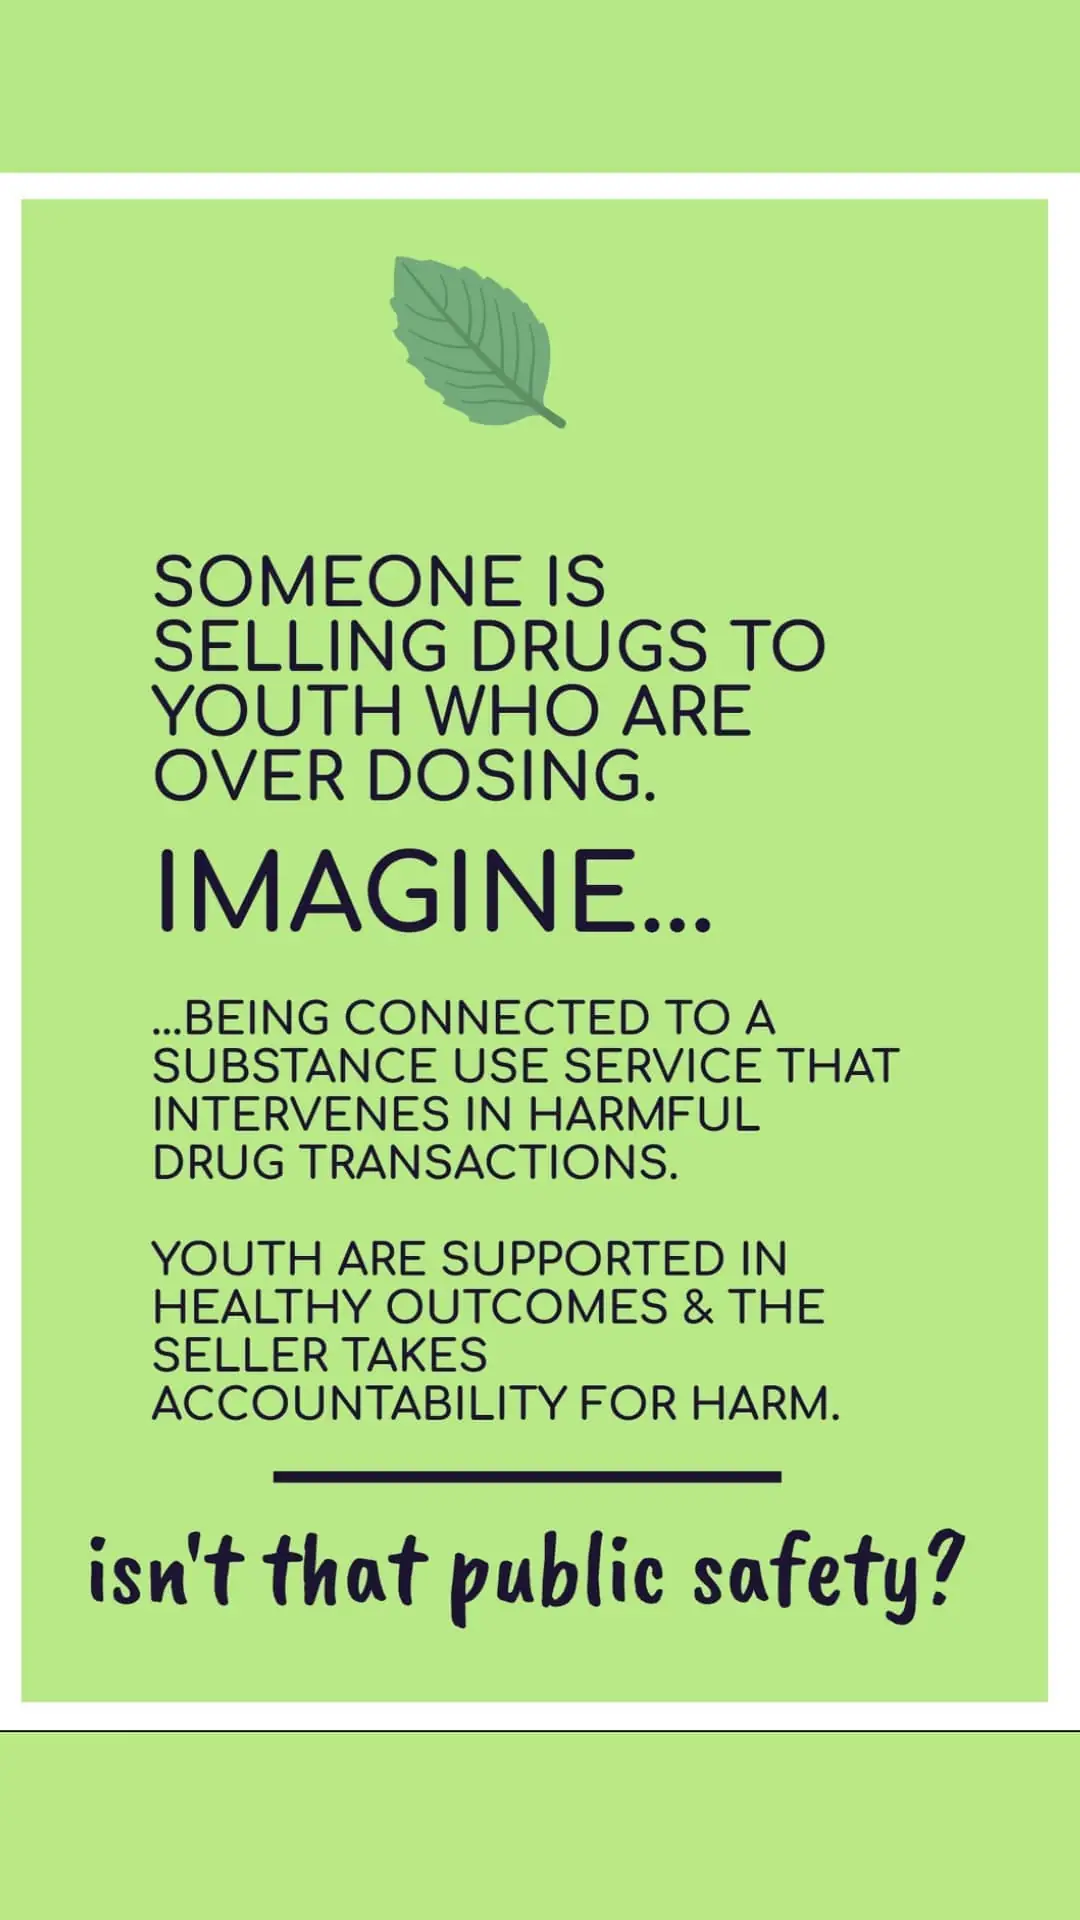 SOMEONE IS
SELLING DRUGS TO
YOUTH WHO ARE
OVER DOSING.
IMAGINE...
...BEING CONNECTED TO A
SUBSTANCE USE SERVICE THAT
INTERVENES IN HARMFUL
DRUG TRANSACTIONS.
YOUTH ARE SUPPORTED IN
HEALTHY OUTCOMES & THE
SELLER TAKES
ACCOUNTABILITY FOR HARM.
isn't that public safety?